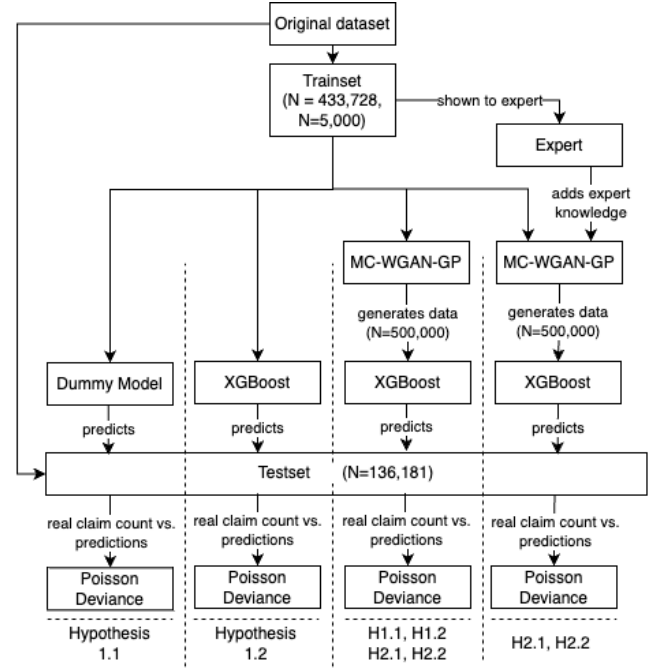 Original dataset
Trainset
(N = 433,728,
N=5,000)
shown to expert
Expert
adds expert
knowledge
MC-WGAN-GP
MC-WGAN-GP
generates data
(N=500,000)
generates data
(N=500,000)
Dummy Model
XGBoost
XGBoost
XGBoost
predicts
predicts
predicts
predicts
Testset (N=136,181)
real claim count vs.
predictions
real claim count vs.
predictions
real claim count vs.
predictions
real claim count vs.
predictions
Poisson
Deviance
Poisson
Deviance
Poisson
Deviance
Poisson
Deviance
Hypothesis
1.1
Hypothesis
1.2
H1.1, H1.2
H2.1, H2.2
H2.1, H2.2